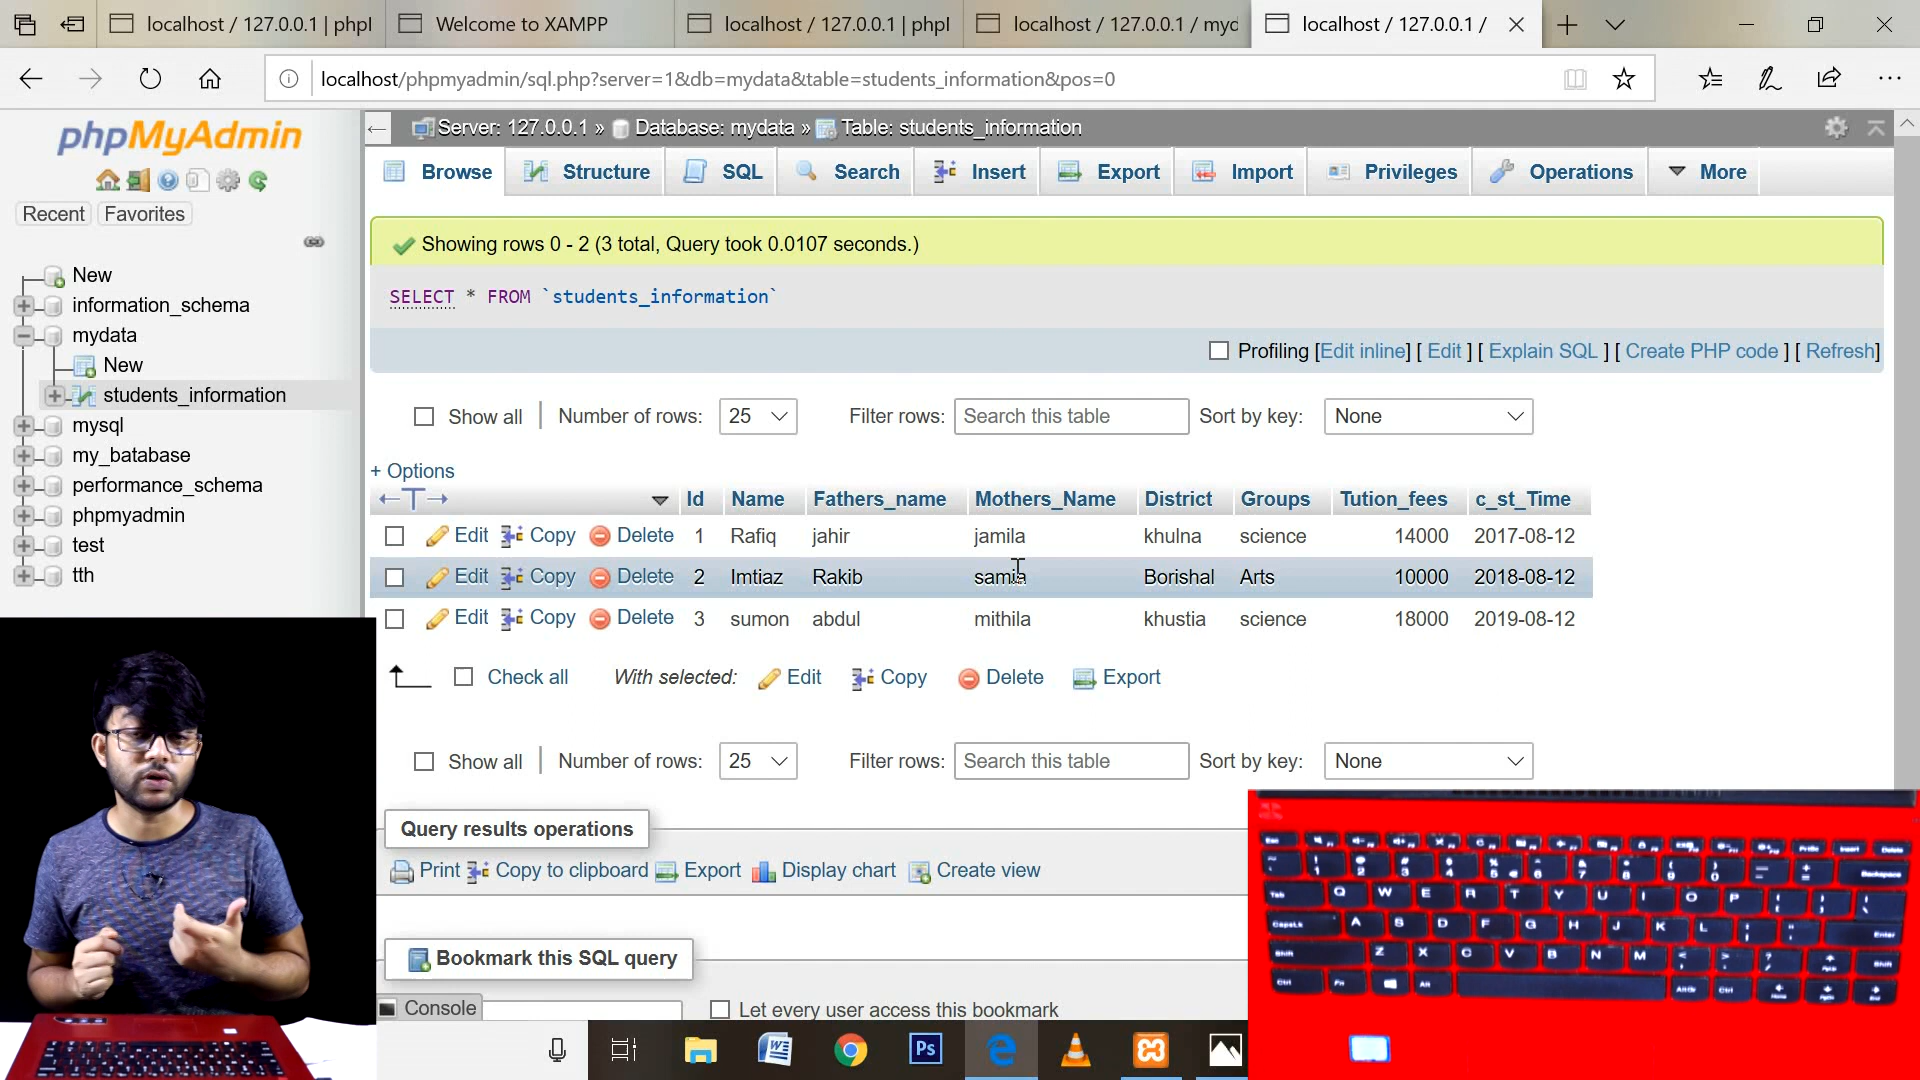 localhost / 127.0.0.1 | phpl
Welcome to XAMPP
localhost / 127.0.0.1 | phpl
localhost / 127.0.0.1 / myd
localhost / 127.0.0.1 /
localhost/phpmyadmin/sql.php?server=1&db=mydata&table=students_information&pos=0
phpMyAdmin
Recent Favorites
New
information_schema
mydata
New
students_information
mysql
my_batabase
performance_schema
phpmyadmin
test
tth
Server: 127.0.0.1 » Database: mydata » Table: students_information
Browse Structure SQL Search Insert Export Import Privileges Operations More
Showing rows 0 - 2 (3 total, Query took 0.0107 seconds.)
SELECT * FROM `students_information`
Profiling [Edit inline] [ Edit ] [ Explain SQL ] [ Create PHP code ] [ Refresh]
Show all Number of rows: 25 Filter rows: Search this table Sort by key: None
+ Options
Id Name Fathers_name Mothers_Name District Groups Tution_fees c_st_Time
Edit Copy Delete 1 Rafiq jahir jamila khulna science 14000 2017-08-12
Edit Copy Delete 2 Imtiaz Rakib samila Borishal Arts 10000 2018-08-12
Edit Copy Delete 3 sumon abdul mithila khustia science 18000 2019-08-12
Check all With selected: Edit Copy Delete Export
Show all Number of rows: 25 Filter rows: Search this table Sort by key: None
Query results operations
Print Copy to clipboard Export Display chart Create view
Bookmark this SQL query
Console
Let every user access this bookmark
Ps
Q W E R T Y U I O P
A S D F G H J K L
Z X C V B N M